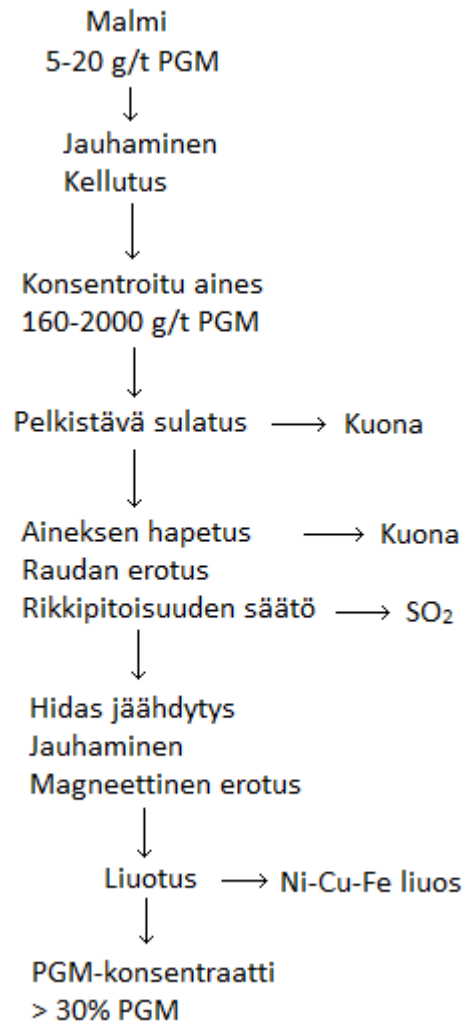 Malmi
5-20 g/t PGM
Jauhaminen
Kellutus
Konsentroitu aines
160-2000 g/t PGM
Pelkistävä sulatus
Kuona
Aineksen hapetus
Kuona
Raudan erotus
Rikkipitoisuuden säätö
SO₂
Hidas jäähdytys
Jauhaminen
Magneettinen erotus
Liuotus
Ni-Cu-Fe liuos
PGM-konsentraatti
> 30% PGM